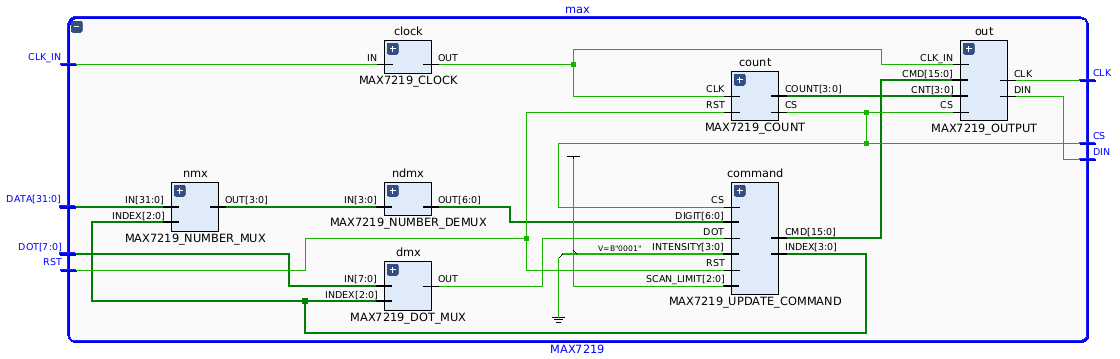 max
CLK_IN
clock
IN
OUT
MAX7219_CLOCK
count
CLK
RST
COUNT[3:0]
CS
MAX7219_COUNT
out
CLK_IN
CMD[15:0]
CNT[3:0]
CS
CLK
DIN
MAX7219_OUTPUT
CLK
CS
DIN
DATA[31:0]
DOT[7:0]
RST
nmx
IN[31:0]
INDEX[2:0]
OUT[3:0]
MAX7219_NUMBER_MUX
ndmx
IN[3:0]
OUT[6:0]
MAX7219_NUMBER_DEMUX
dmx
IN[7:0]
INDEX[2:0]
OUT
MAX7219_DOT_MUX
command
CS
DIGIT[6:0]
DOT
V=B"0001"
INTENSITY[3:0]
RST
SCAN_LIMIT[2:0]
CMD[15:0]
INDEX[3:0]
MAX7219_UPDATE_COMMAND
MAX7219